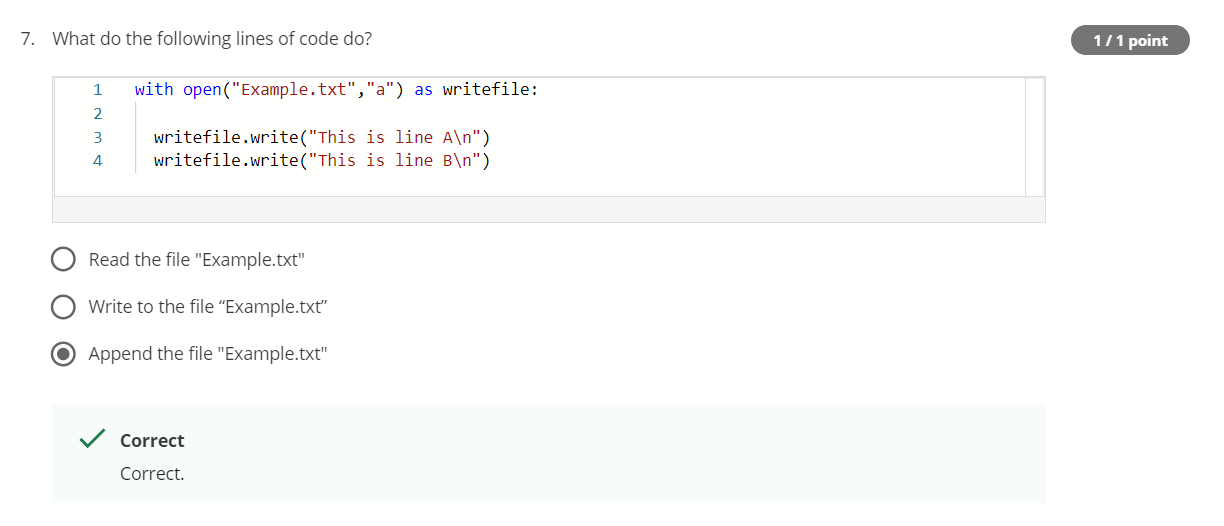 7. What do the following lines of code do?
1 / 1 point
1 with open("Example.txt","a") as writefile:
2
3 writefile.write("This is line A\n")
4 writefile.write("This is line B\n")
Read the file "Example.txt"
Write to the file “Example.txt”
Append the file "Example.txt"
Correct
Correct.